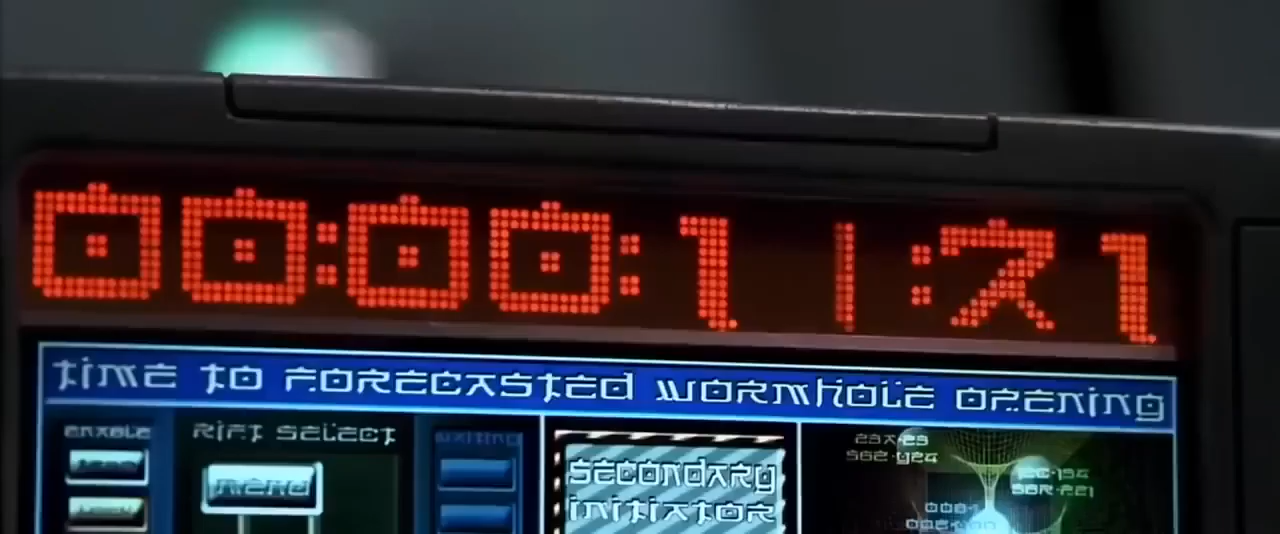 00:00:11:21
TIME TO FORECASTED WORMHOLE OPENING
ENABLE
RIFT SELECT
SECONDARY
INITIATOR